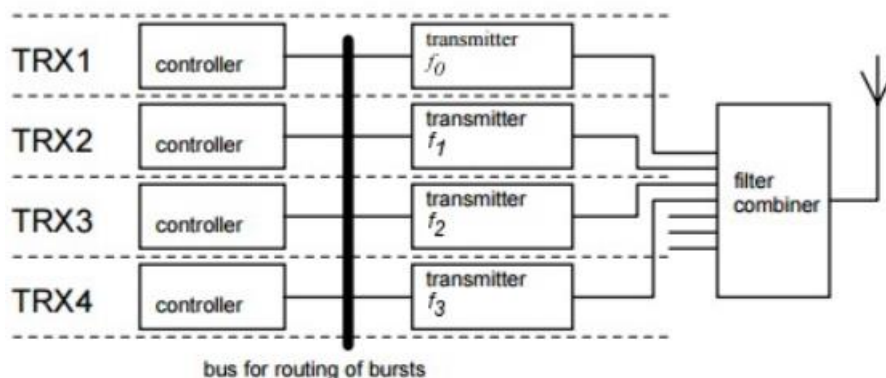 TRX1
controller
transmitter
f0
TRX2
controller
transmitter
f1
TRX3
controller
transmitter
f2
TRX4
controller
transmitter
f3
filter
combiner
bus for routing of bursts